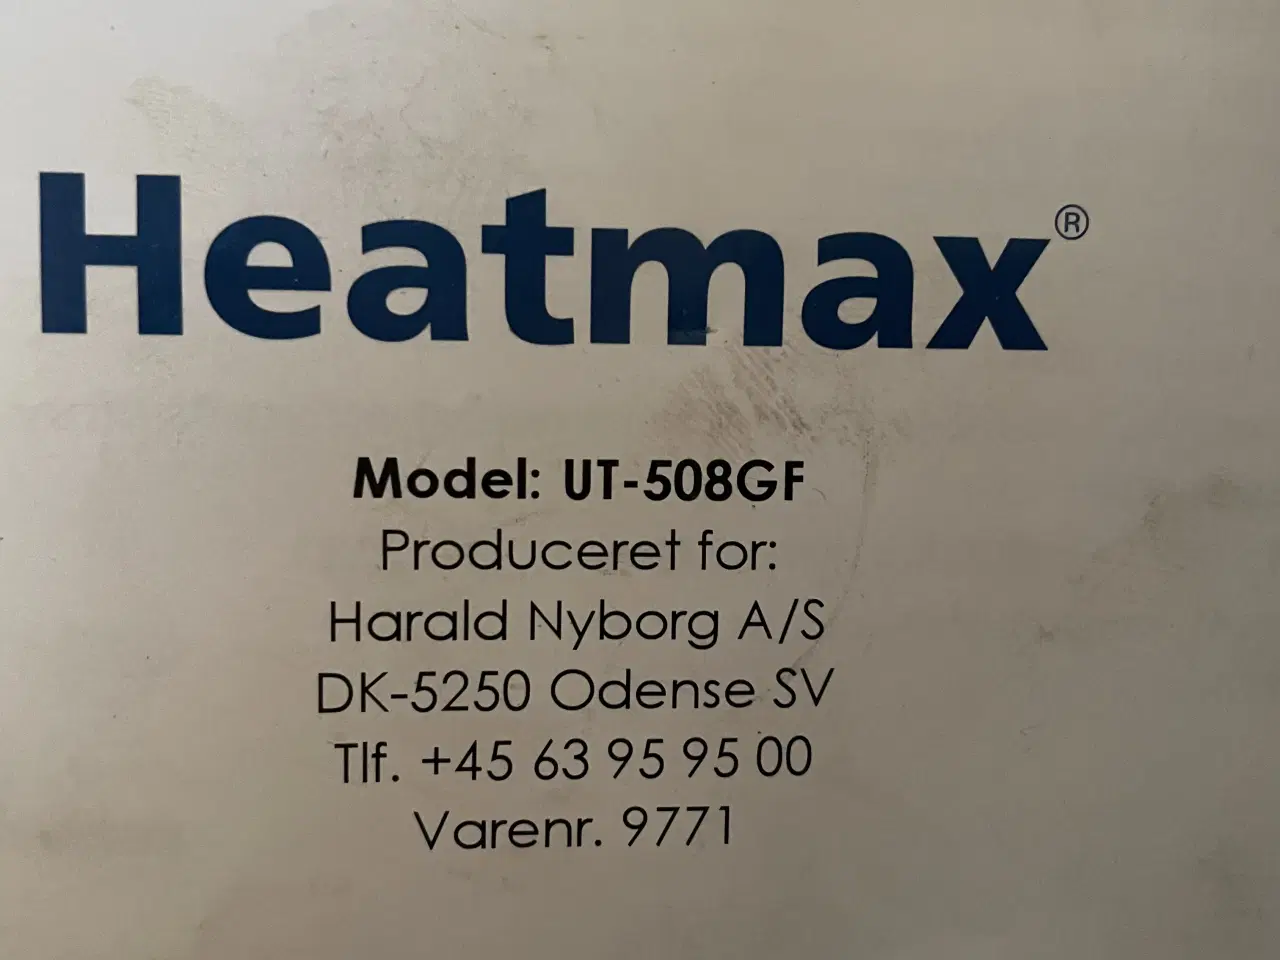 Heatmax®
Model: UT-508GF
Produceret for:
Harald Nyborg A/S
DK-5250 Odense SV
Tlf. +45 63 95 95 00
Varenr. 9771